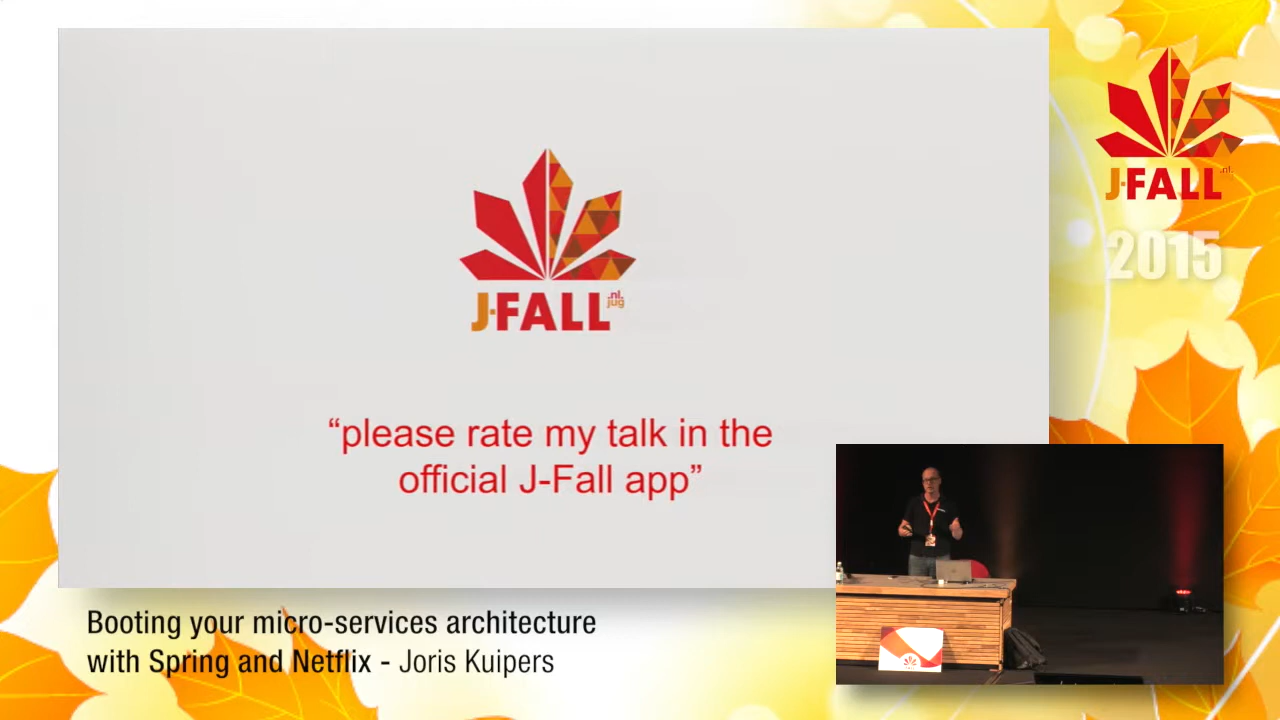 J-FALL
.nl
jug
“please rate my talk in the
official J-Fall app”
J-FALL
.nl
2015
Booting your micro-services architecture
with Spring and Netflix - Joris Kuipers